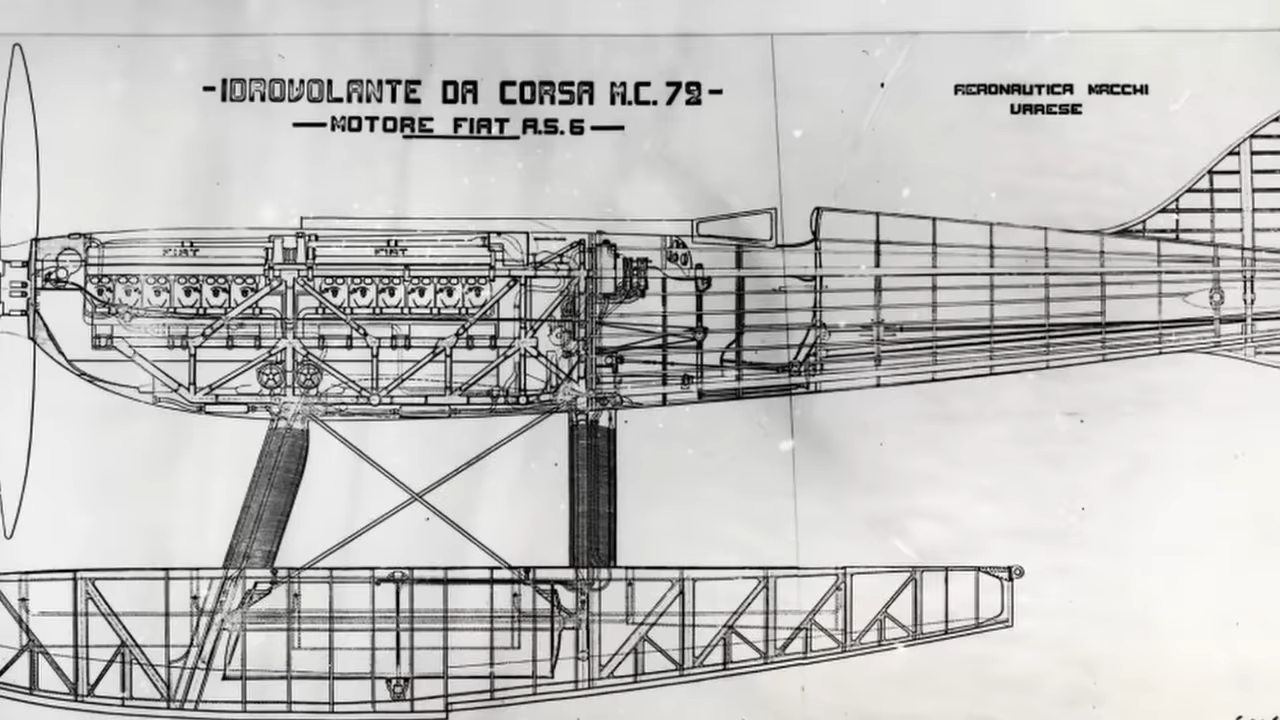 -IDROVOLANTE DA CORSA M.C.72-
—MOTORE FIAT A.S.6—
AERONAUTICA MACCHI
VARESE
FIAT
FIAT